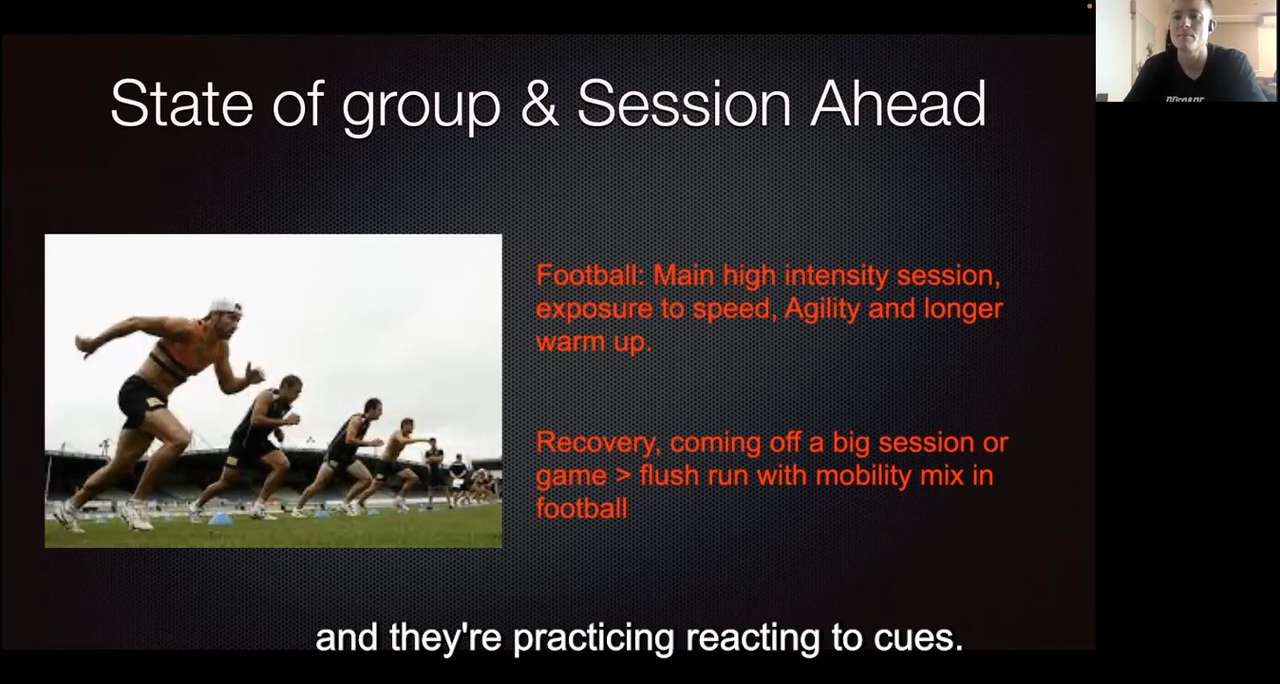 State of group & Session Ahead
Football: Main high intensity session,
exposure to speed, Agility and longer
warm up.
Recovery, coming off a big session or
game > flush run with mobility mix in
football
and they're practicing reacting to cues.